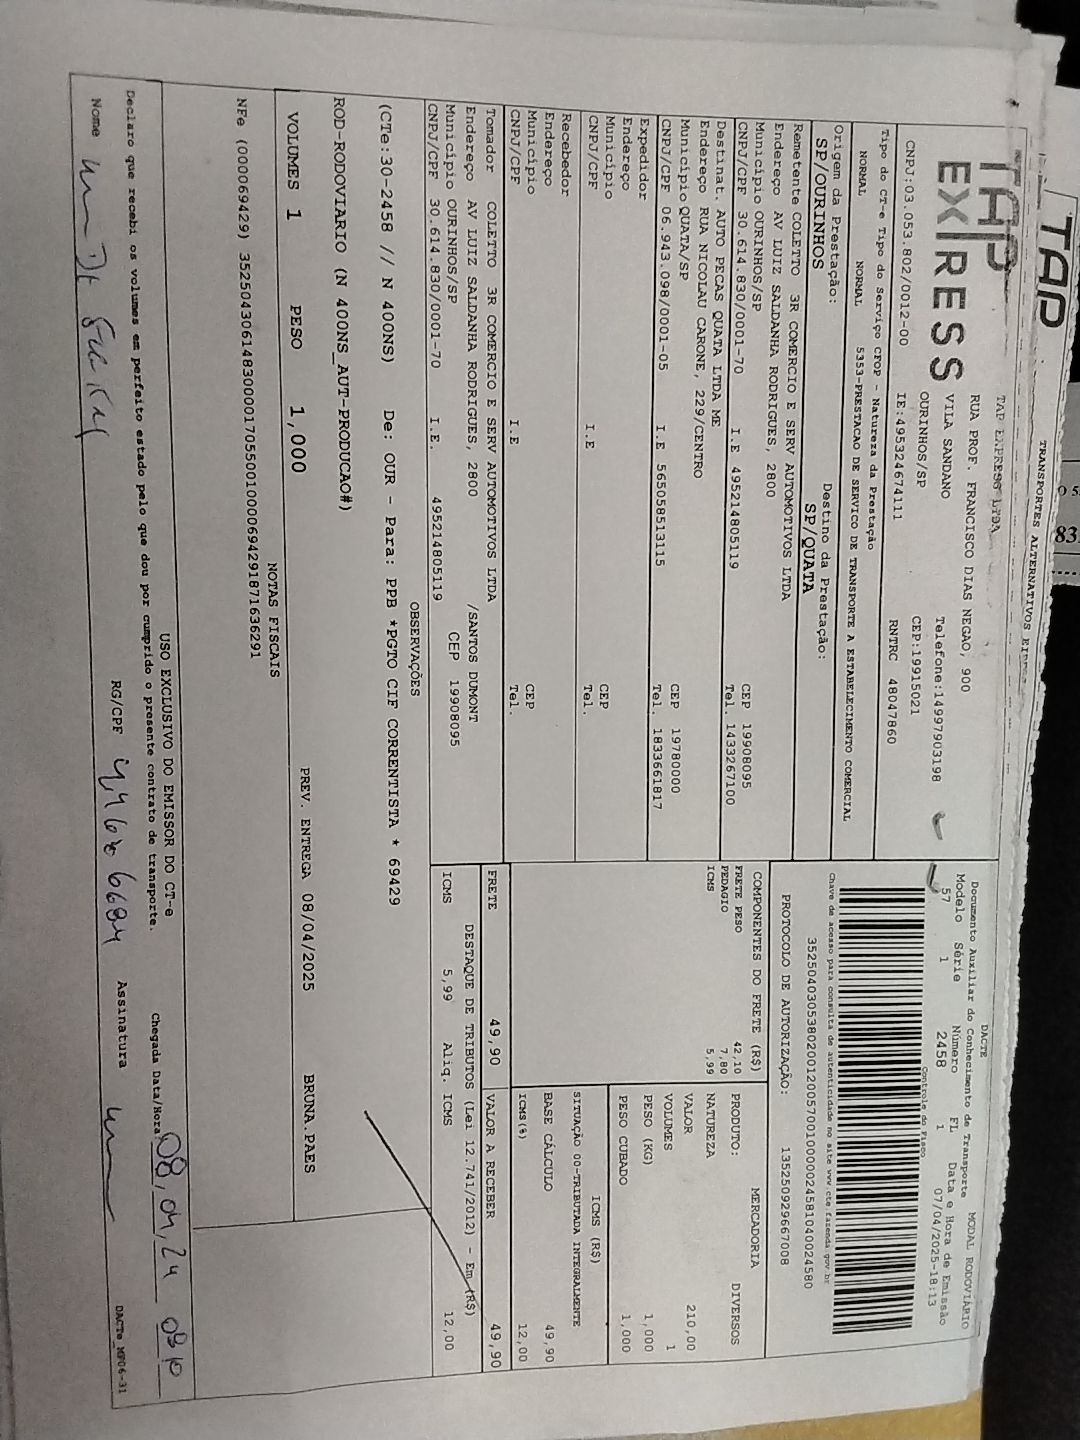 TAP
TRANSPORTES ALTERNATIVOS
TAP
EXPRESS
TAP EXPRESS LTDA
RUA PROF. FRANCISCO DIAS NEGAO, 900
VILA SANDANO Telefone:14997903198
OURINHOS/SP CEP:19915021
CNPJ:03.053.802/0012-00 IE:495324674111 RNTRC 48047860
Tipo do CT-e Tipo do Serviço CFOP - Natureza da Prestação
NORMAL NORMAL 5353-PRESTACAO DE SERVICO DE TRANSPORTE A ESTABELECIMENTO COMERCIAL
Origem da Prestação: Destino da Prestação:
SP/OURINHOS SP/QUATA
Remetente COLETTO 3R COMERCIO E SERV AUTOMOTIVOS LTDA
Endereço AV LUIZ SALDANHA RODRIGUES, 2800
Município OURINHOS/SP CEP 19908095
CNPJ/CPF 30.614.830/0001-70 I.E 495214805119 Tel. 1433267100
Destinat. AUTO PECAS QUATA LTDA ME
Endereço RUA NICOLAU CARONE, 229/CENTRO
Município QUATA/SP CEP 19780000
CNPJ/CPF 06.943.098/0001-05 I.E 565058513115 Tel. 1833661817
Expedidor
Endereço
Município CEP
CNPJ/CPF I.E Tel.
Recebedor
Endereço
Município CEP
CNPJ/CPF I.E Tel.
Tomador COLETTO 3R COMERCIO E SERV AUTOMOTIVOS LTDA
Endereço AV LUIZ SALDANHA RODRIGUES, 2800 /SANTOS DUMONT
Município OURINHOS/SP CEP 19908095
CNPJ/CPF 30.614.830/0001-70 I.E. 495214805119
DACTE MODAL RODOVIÁRIO
Documento Auxiliar do Conhecimento de Transporte
Modelo Série Número FL Data e Hora de Emissão
57 1 2458 1 07/04/2025-18:13
Controle do Fisco
Chave de acesso para consulta de autenticidade no site www.cte.fazenda.gov.br
35250403053802001200570010000024581040024580
PROTOCOLO DE AUTORIZAÇÃO: 135250929667008
COMPONENTES DO FRETE (R$)
FRETE PESO 42,10
PEDAGIO 7,80
ICMS 5,99
PRODUTO: MERCADORIA
NATUREZA DIVERSOS
VALOR 210,00
VOLUMES 1
PESO (KG) 1,000
PESO CUBADO 1,000
ICMS (R$)
SITUAÇÃO 00-TRIBUTADA INTEGRALMENTE
BASE CÁLCULO 49,90
ICMS(%) 12,00
FRETE 49,90 VALOR A RECEBER 49,90
DESTAQUE DE TRIBUTOS (Lei 12.741/2012) - Em (R$)
ICMS 5,99 Aliq. ICMS 12,00
OBSERVAÇÕES
(CTe:30-2458 // N 400NS) De: OUR - Para: PPB *PGTO CIF CORRENTISTA * 69429
ROD-RODOVIARIO (N 400NS_AUT-PRODUCAO#)
VOLUMES 1 PESO 1,000 PREV. ENTREGA 08/04/2025 BRUNA.PAES
NOTAS FISCAIS
NFe (000069429) 35250430614830000170550010000694291871636291
USO EXCLUSIVO DO EMISSOR DO CT-e
Declaro que recebi os volumes em perfeito estado pelo que dou por cumprido o presente contrato de transporte. Chegada Data/Hora 08,04,24 0810
Nome RG/CPF Assinatura
DACTe_MP06-31